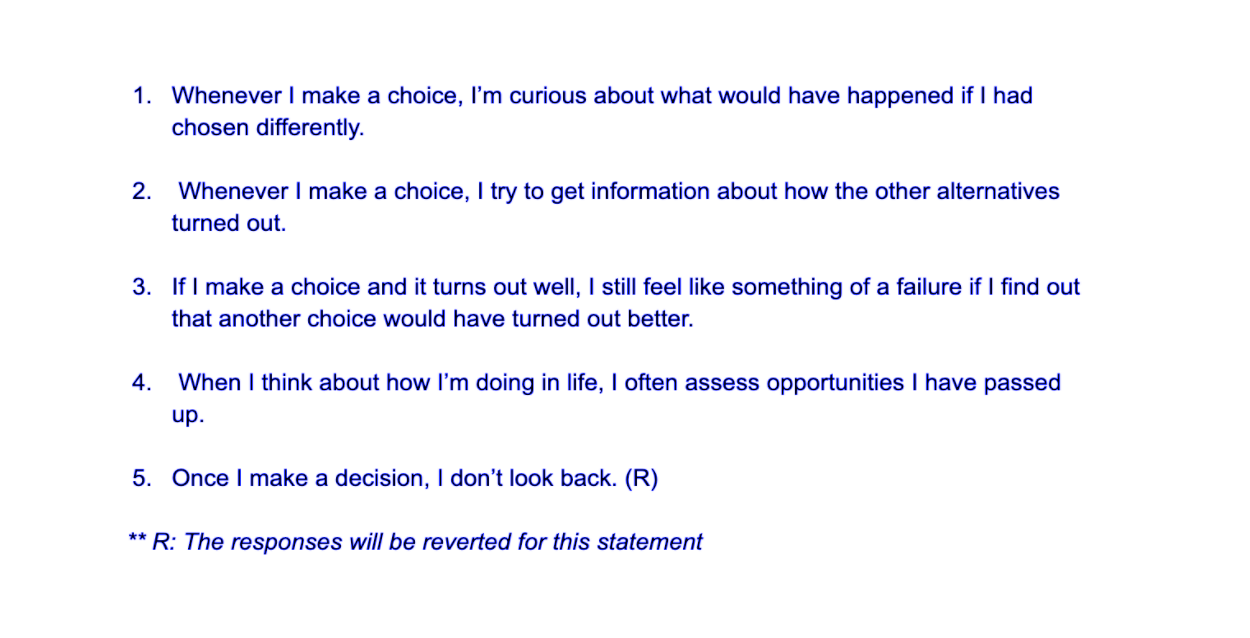 1. Whenever I make a choice, I'm curious about what would have happened if I had
chosen differently.
2. Whenever I make a choice, I try to get information about how the other alternatives
turned out.
3. If I make a choice and it turns out well, I still feel like something of a failure if I find out
that another choice would have turned out better.
4. When I think about how I'm doing in life, I often assess opportunities I have passed
up.
5. Once I make a decision, I don't look back. (R)
** R: The responses will be reverted for this statement